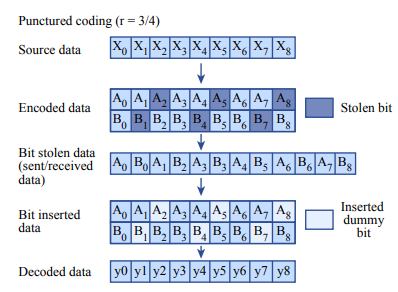 Punctured coding (r = 3/4)
Source data
X0 X1 X2 X3 X4 X5 X6 X7 X8
Encoded data
A0 A1 A2 A3 A4 A5 A6 A7 A8
B0 B1 B2 B3 B4 B5 B6 B7 B8
Stolen bit
Bit stolen data
(sent/received
data)
A0 B0 A1 B2 A3 B3 A4 B5 A6 B6 A7 B8
Bit inserted
data
A0 A1 A2 A3 A4 A5 A6 A7 A8
B0 B1 B2 B3 B4 B5 B6 B7 B8
Inserted
dummy
bit
Decoded data
y0 y1 y2 y3 y4 y5 y6 y7 y8